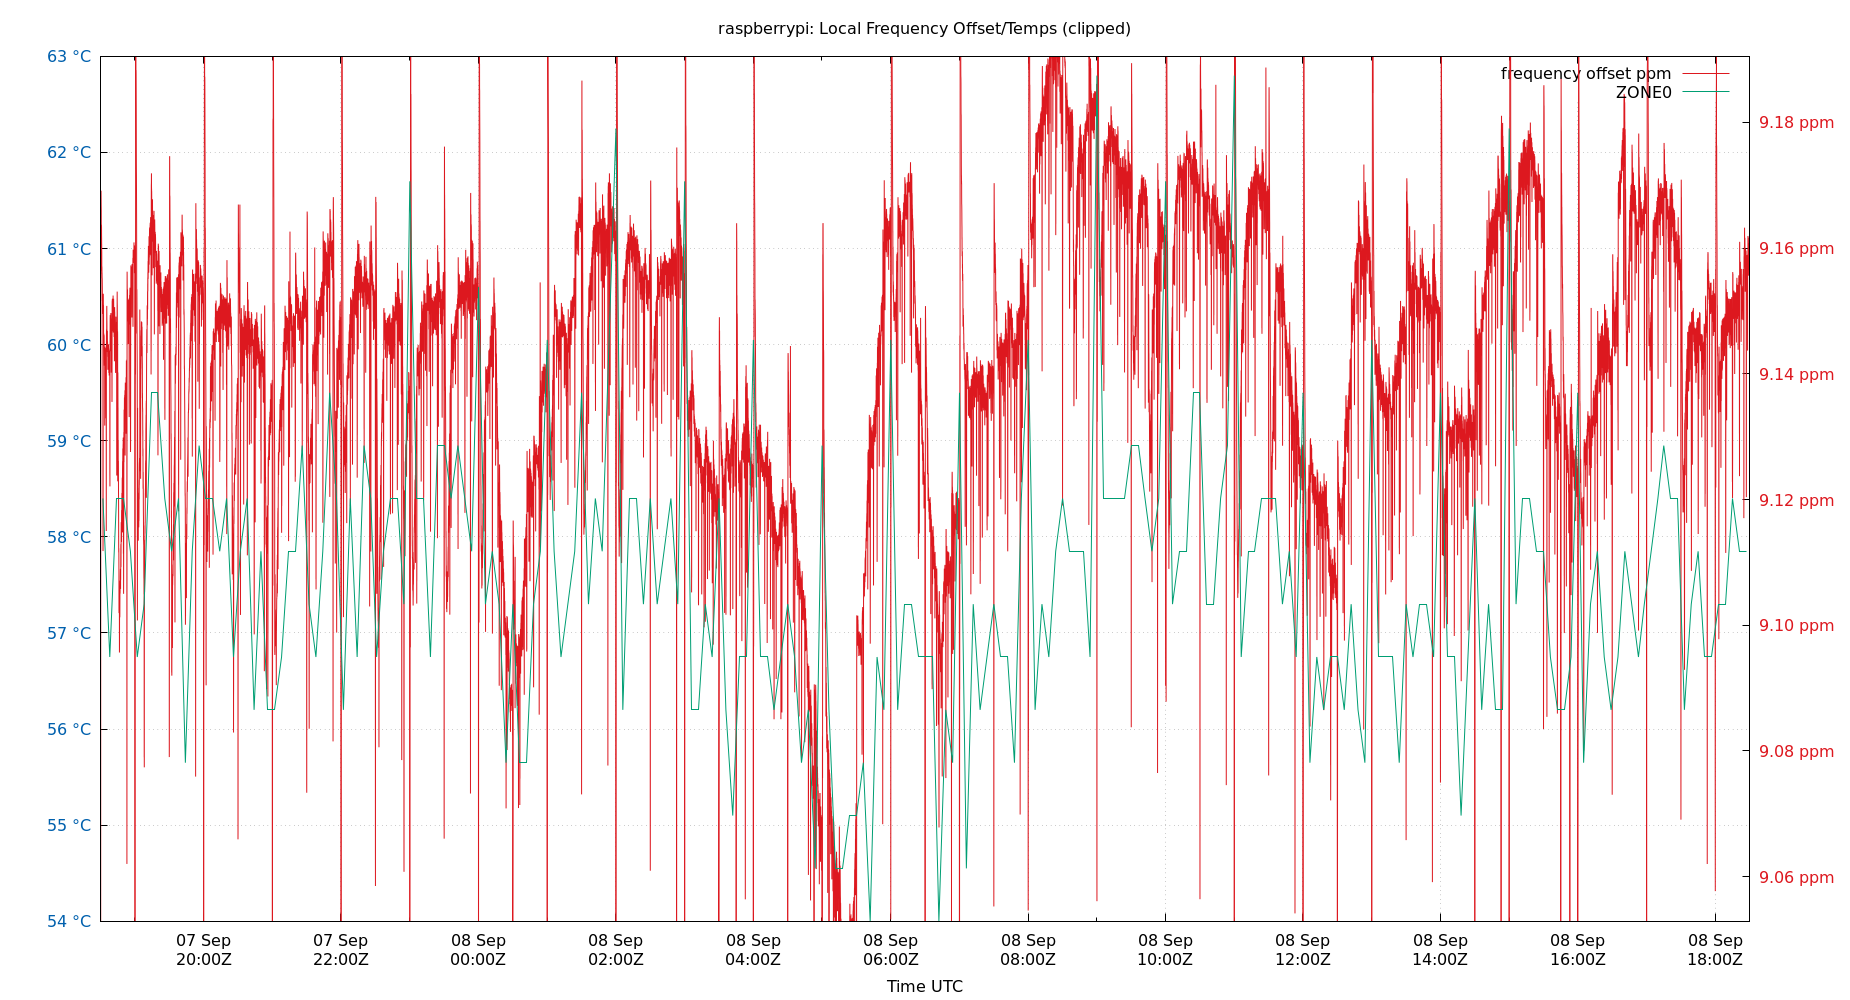 raspberrypi: Local Frequency Offset/Temps (clipped)
63 °C
62 °C
61 °C
60 °C
59 °C
58 °C
57 °C
56 °C
55 °C
54 °C
frequency offset ppm
ZONE0
9.18 ppm
9.16 ppm
9.14 ppm
9.12 ppm
9.10 ppm
9.08 ppm
9.06 ppm
07 Sep
20:00Z
07 Sep
22:00Z
08 Sep
00:00Z
08 Sep
02:00Z
08 Sep
04:00Z
08 Sep
06:00Z
08 Sep
08:00Z
08 Sep
10:00Z
08 Sep
12:00Z
08 Sep
14:00Z
08 Sep
16:00Z
08 Sep
18:00Z
Time UTC